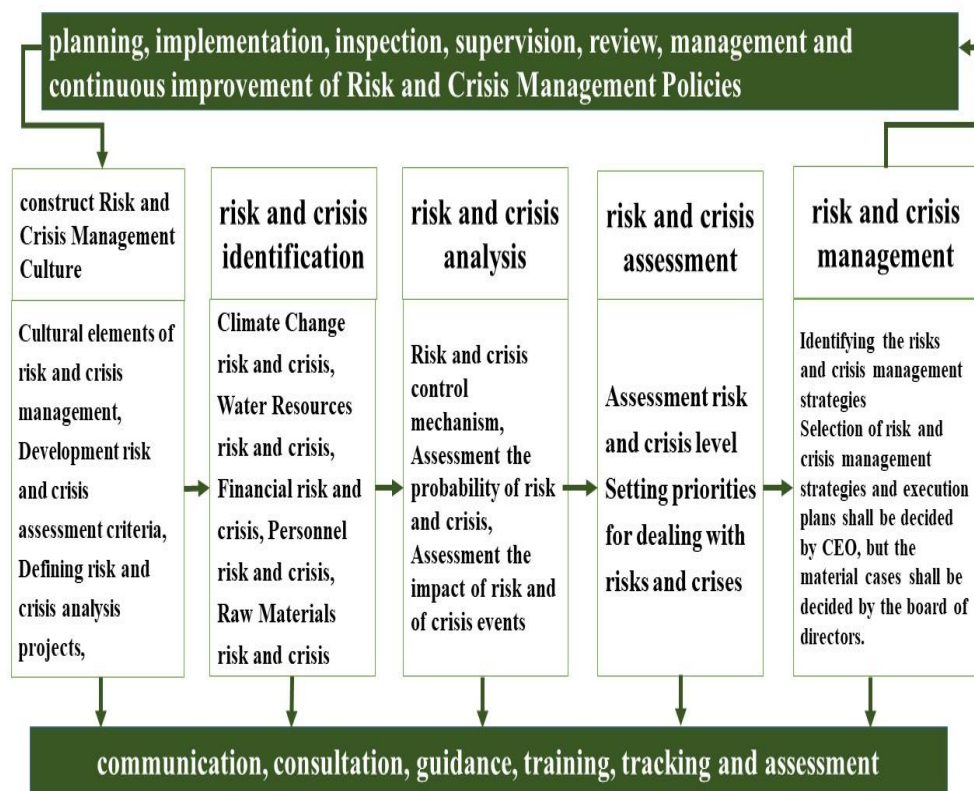 planning, implementation, inspection, supervision, review, management and
continuous improvement of Risk and Crisis Management Policies
construct Risk and
Crisis Management
Culture
Cultural elements of
risk and crisis
management,
Development risk
and crisis
assessment criteria,
Defining risk and
crisis analysis
projects,
risk and crisis
identification
Climate Change
risk and crisis,
Water Resources
risk and crisis,
Financial risk and
crisis, Personnel
risk and crisis,
Raw Materials
risk and crisis
risk and crisis
analysis
Risk and crisis
control
mechanism,
Assessment the
probability of risk
and crisis,
Assessment the
impact of risk and
of crisis events
risk and crisis
assessment
Assessment risk
and crisis level
Setting priorities
for dealing with
risks and crises
risk and crisis
management
Identifying the risks
and crisis management
strategies
Selection of risk and
crisis management
strategies and execution
plans shall be decided
by CEO, but the
material cases shall be
decided by the board of
directors.
communication, consultation, guidance, training, tracking and assessment